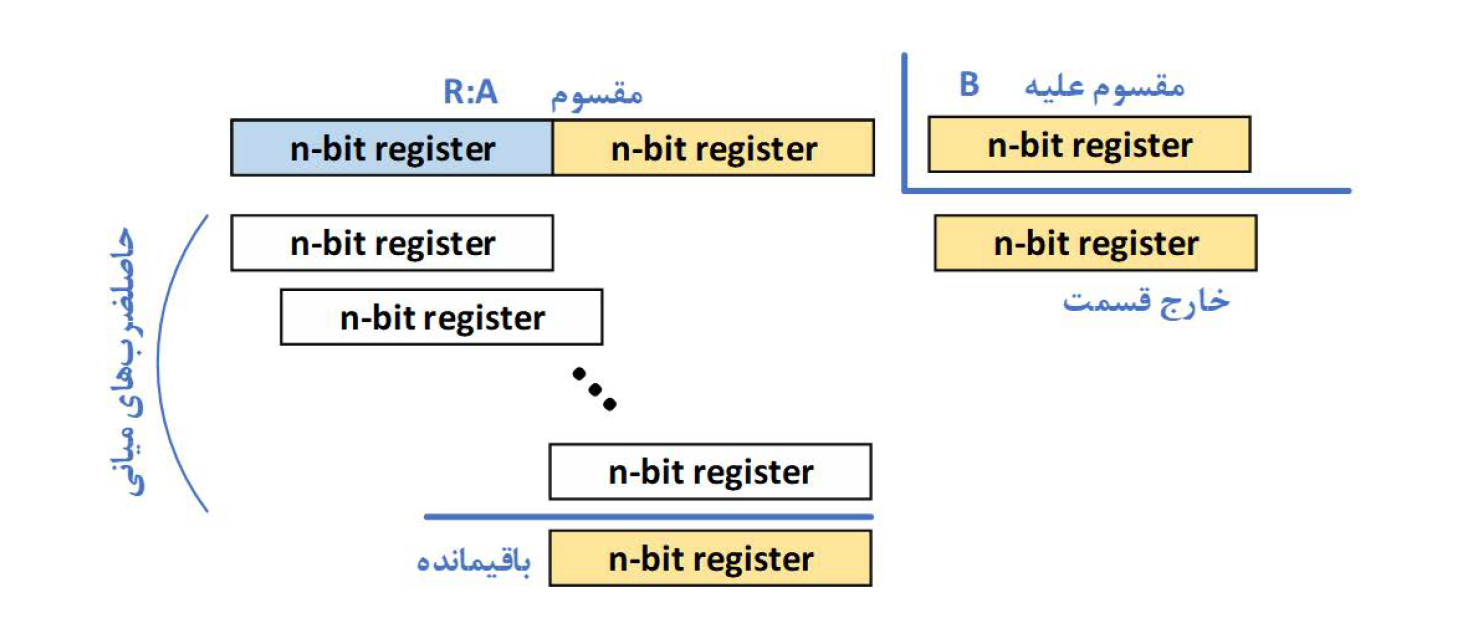 مقسوم R:A
مقسوم علیه B
n-bit register n-bit register
n-bit register
n-bit register
n-bit register
خارج قسمت
n-bit register
حاصلضرب‌های میانی
n-bit register
باقیمانده n-bit register